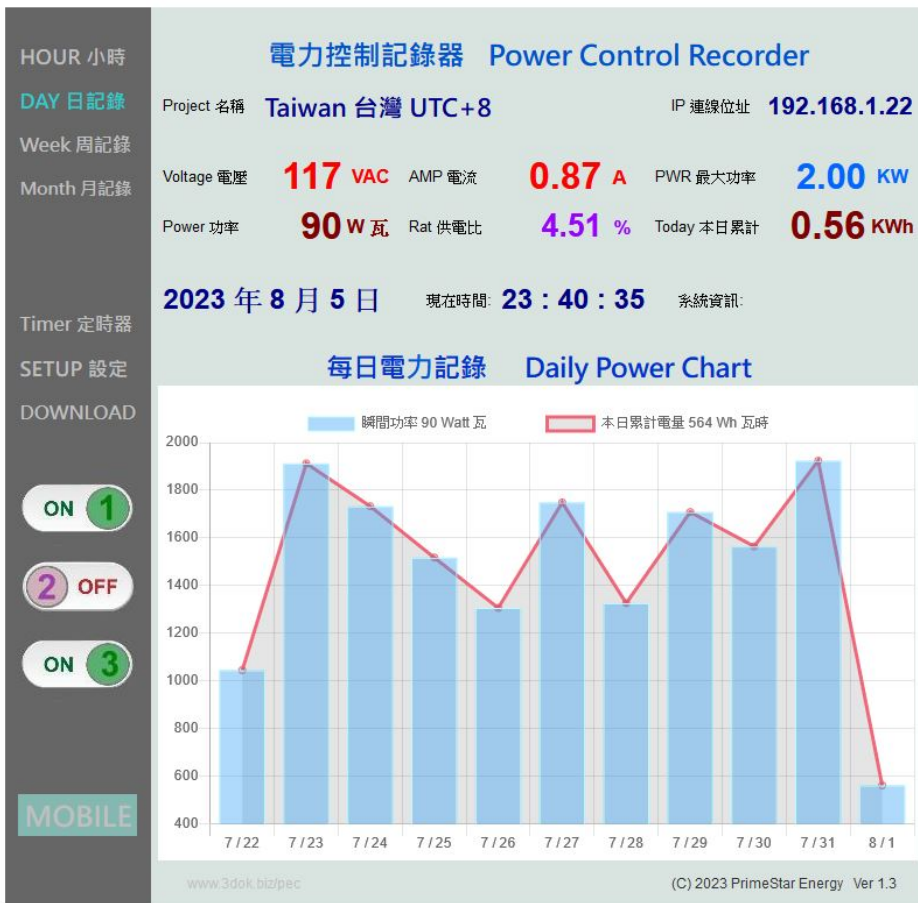 HOUR 小時
DAY 日記錄
Week 周記錄
Month 月記錄
Timer 定時器
SETUP 設定
DOWNLOAD
ON 1
2 OFF
ON 3
MOBILE
電力控制記錄器 Power Control Recorder
Project 名稱 Taiwan 台灣 UTC+8 IP 連線位址 192.168.1.22
Voltage 電壓 117 VAC AMP 電流 0.87 A PWR 最大功率 2.00 KW
Power 功率 90 W 瓦 Rat 供電比 4.51 % Today 本日累計 0.56 KWh
2023 年 8 月 5 日 現在時間: 23 : 40 : 35 系統資訊:
每日電力記錄 Daily Power Chart
瞬間功率 90 Watt 瓦 本日累計電量 564 Wh 瓦時
2000
1800
1600
1400
1200
1000
800
600
400
7 / 22 7 / 23 7 / 24 7 / 25 7 / 26 7 / 27 7 / 28 7 / 29 7 / 30 7 / 31 8 / 1
www.3dok.biz/pec (C) 2023 PrimeStar Energy Ver 1.3